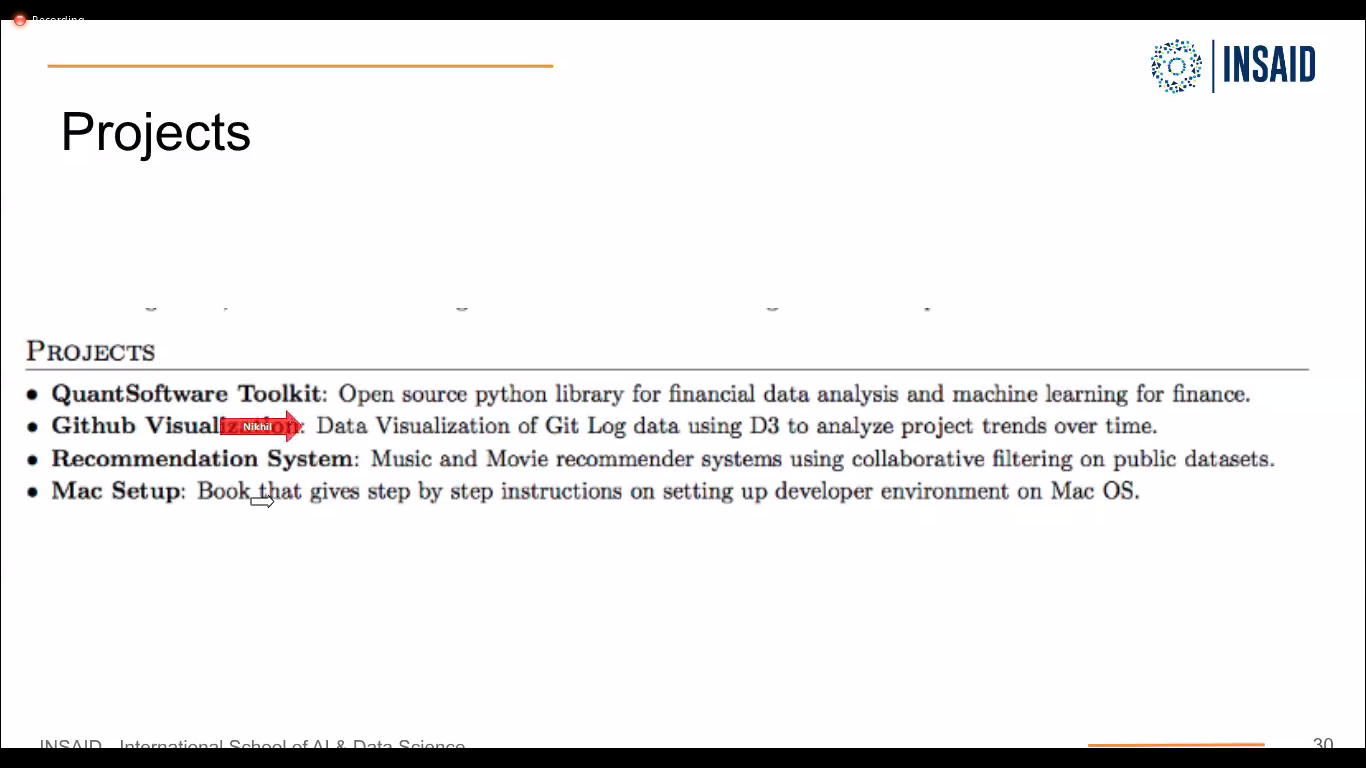 Recording
INSAID
Projects
PROJECTS
• QuantSoftware Toolkit: Open source python library for financial data analysis and machine learning for finance.
• Github Visualization: Data Visualization of Git Log data using D3 to analyze project trends over time.
Nikhil
• Recommendation System: Music and Movie recommender systems using collaborative filtering on public datasets.
• Mac Setup: Book that gives step by step instructions on setting up developer environment on Mac OS.
INSAID - International School of AI & Data Science
30